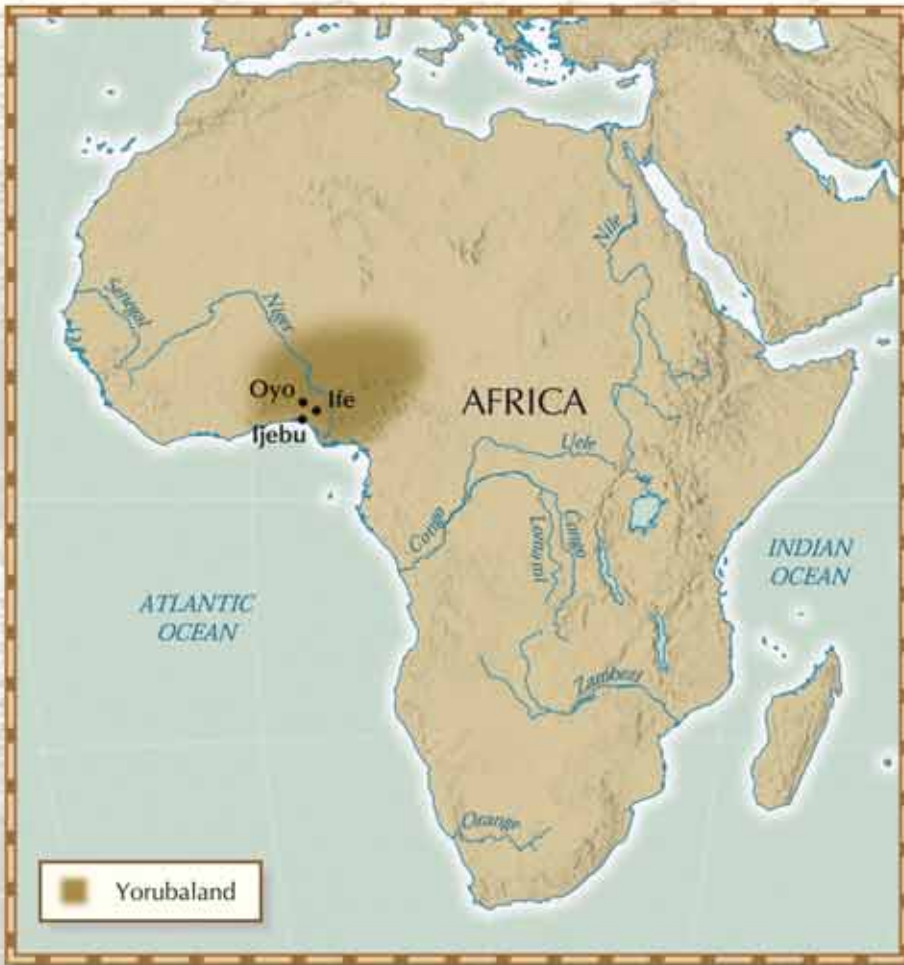 Nile
Senegal
Niger
Oyo
Ife
Ijebu
AFRICA
Uele
Congo
Lomami
Congo
INDIAN
OCEAN
ATLANTIC
OCEAN
Zambezi
Orange
Yorubaland